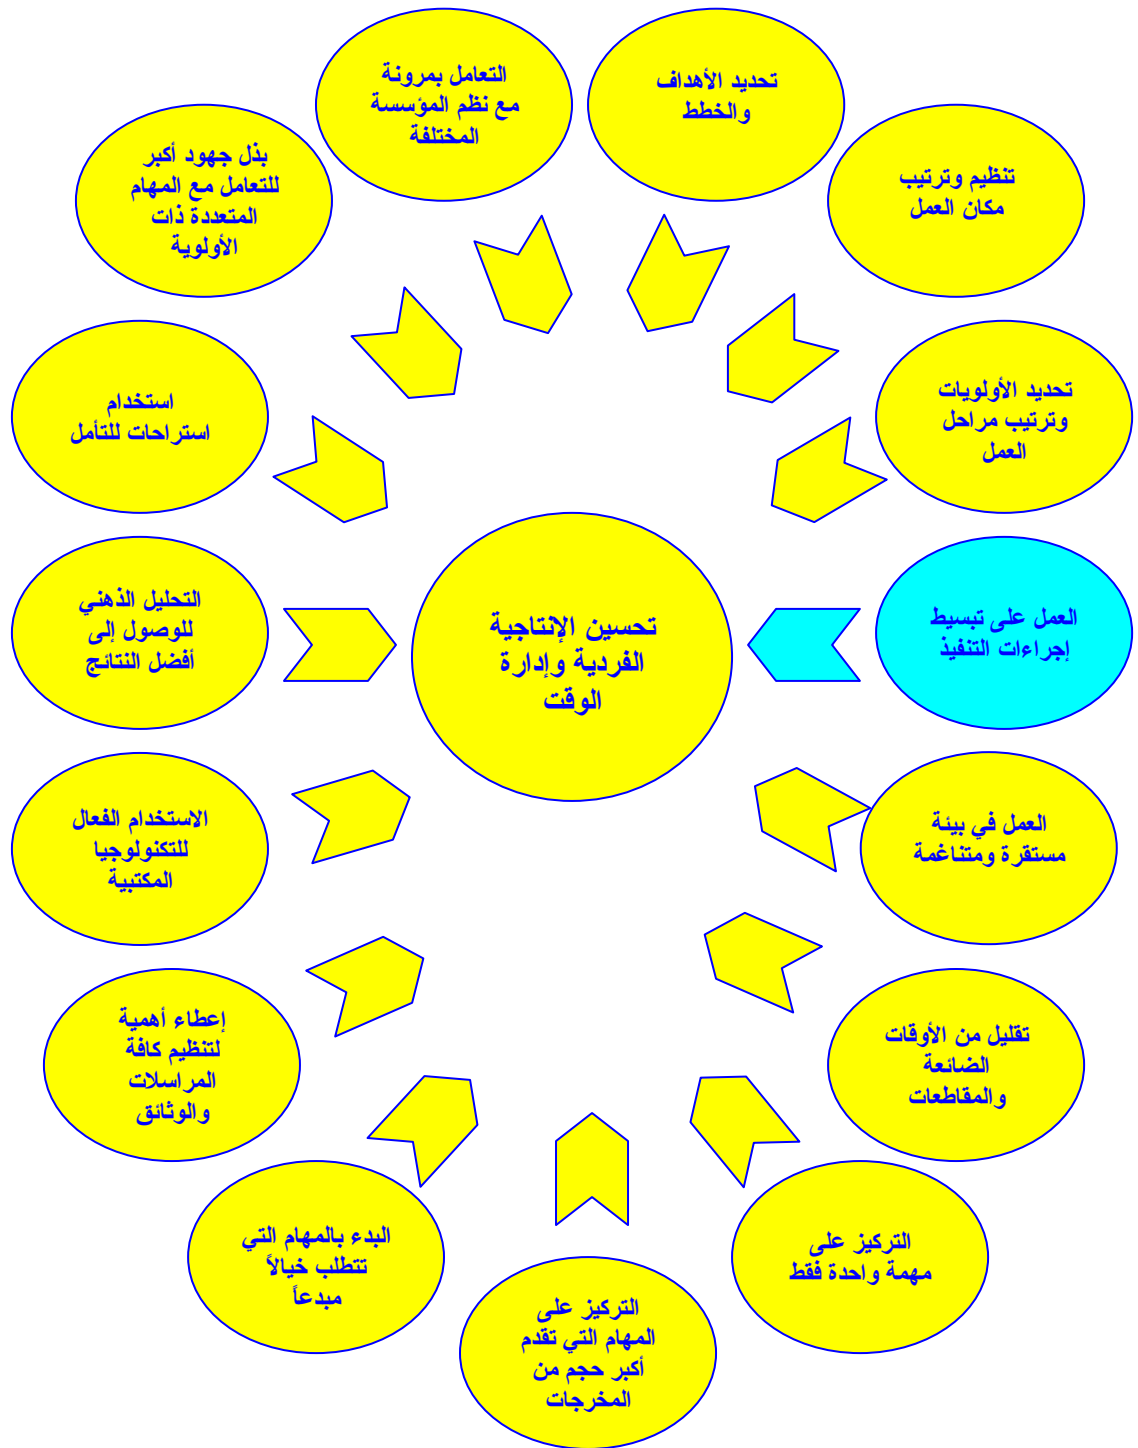 تحديد الأهداف
والخطط
تنظيم وترتيب
مكان العمل
تحديد الأولويات
وترتيب مراحل
العمل
العمل على تبسيط
إجراءات التنفيذ
العمل في بيئة
مستقرة ومتناغمة
تقليل من الأوقات
الضائعة
والمقاطعات
التركيز على
مهمة واحدة فقط
التركيز على
المهام التي تقدم
أكبر حجم من
المخرجات
البدء بالمهام التي
تتطلب خيالاً
مبدعاً
إعطاء أهمية
لتنظيم كافة
المراسلات
والوثائق
الاستخدام الفعال
للتكنولوجيا
المكتبية
التحليل الذهني
للوصول إلى
أفضل النتائج
استخدام
استراحات للتأمل
بذل جهود أكبر
للتعامل مع المهام
المتعددة ذات
الأولوية
التعامل بمرونة
مع نظم المؤسسة
المختلفة
تحسين الإنتاجية
الفردية وإدارة
الوقت